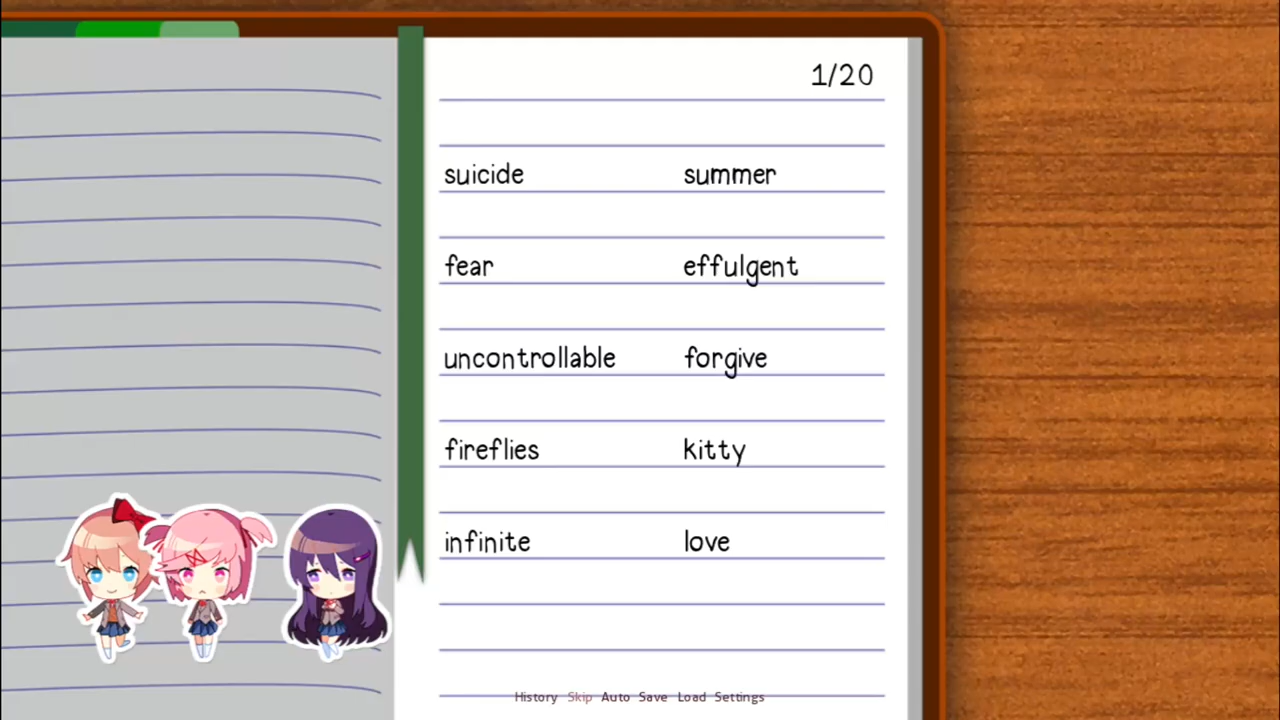 1/20
suicide summer
fear effulgent
uncontrollable forgive
fireflies kitty
infinite love
History Skip Auto Save Load Settings